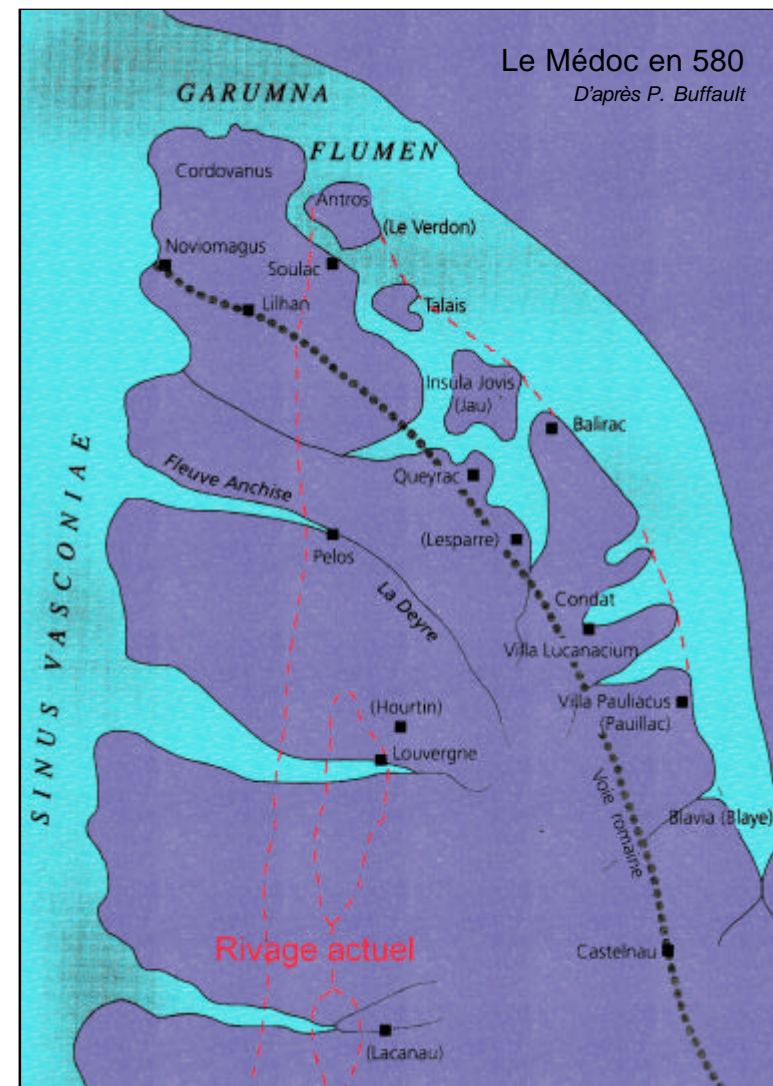 Le Médoc en 580
D'après P. Buffault
GARUMNA
FLUMEN
Cordovanus
Antros
(Le Verdon)
Noviomagus
Soulac
Lilhan
Talais
Insula Jovis
(Jau)
Balirac
SINUS VASCONIAE
Fleuve Anchise
Queyrac
(Lesparre)
Pelos
La Deyre
Condat
Villa Lucanacium
Villa Pauliacus
(Pauillac)
(Hourtin)
Louvergne
Voie romaine
Blavia (Blaye)
Rivage actuel
Castelnau
(Lacanau)